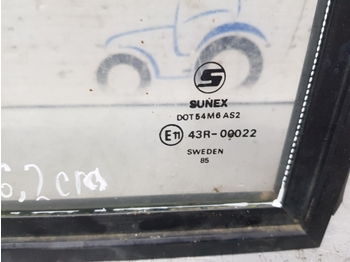 SUNEX
DOT54M6 AS2
E11 43R-00022
SWEDEN
85
6,2 cm